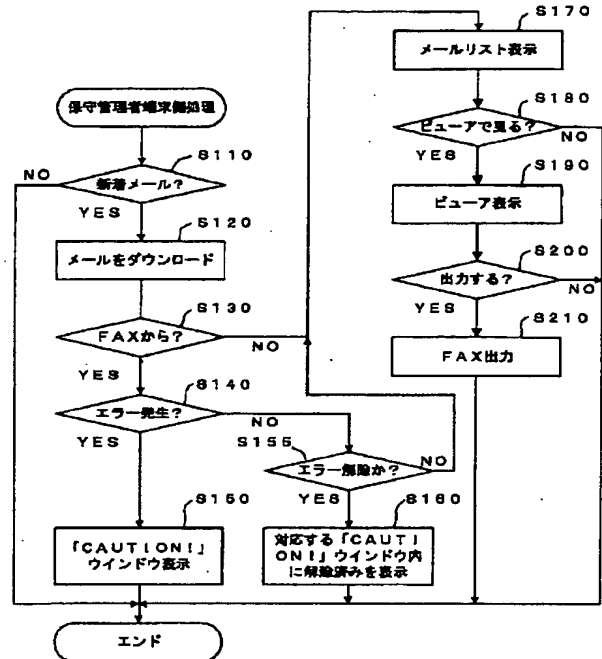 保守管理者端末側処理
S110
新着メール？
NO
YES
S120
メールをダウンロード
S130
FAXから？
NO
YES
S140
エラー発生？
NO
YES
S155
エラー解除か？
NO
YES
S150
「CAUTION!」
ウインドウ表示
S160
対応する「CAUTI
ON!」ウインドウ内
に解除済みを表示
エンド
S170
メールリスト表示
S180
ビューアで見る？
NO
YES
S190
ビューア表示
S200
出力する？
NO
YES
S210
FAX出力